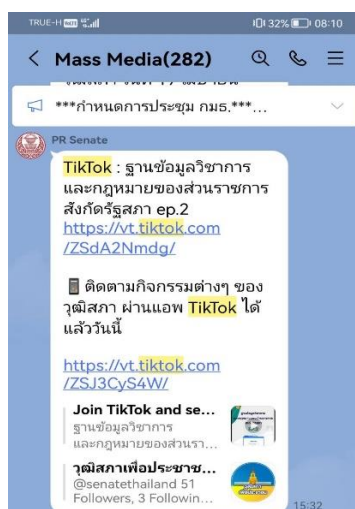 TRUE-H
32%
08:10
Mass Media(282)
***กำหนดการประชุม กมธ.***...
PR Senate
TikTok : ฐานข้อมูลวิชาการ
และกฎหมายของส่วนราชการ
สังกัดรัฐสภา ep.2
https://vt.tiktok.com
/ZSdA2Nmdg/
ติดตามกิจกรรมต่างๆ ของ
วุฒิสภา ผ่านแอพ TikTok ได้
แล้ววันนี้
https://vt.tiktok.com
/ZSJ3CyS4W/
Join TikTok and se...
ฐานข้อมูลวิชาการ
และกฎหมายของส่วนรา...
วุฒิสภาเพื่อประชาช...
@senatethailand 51
Followers, 3 Followin...
15:32